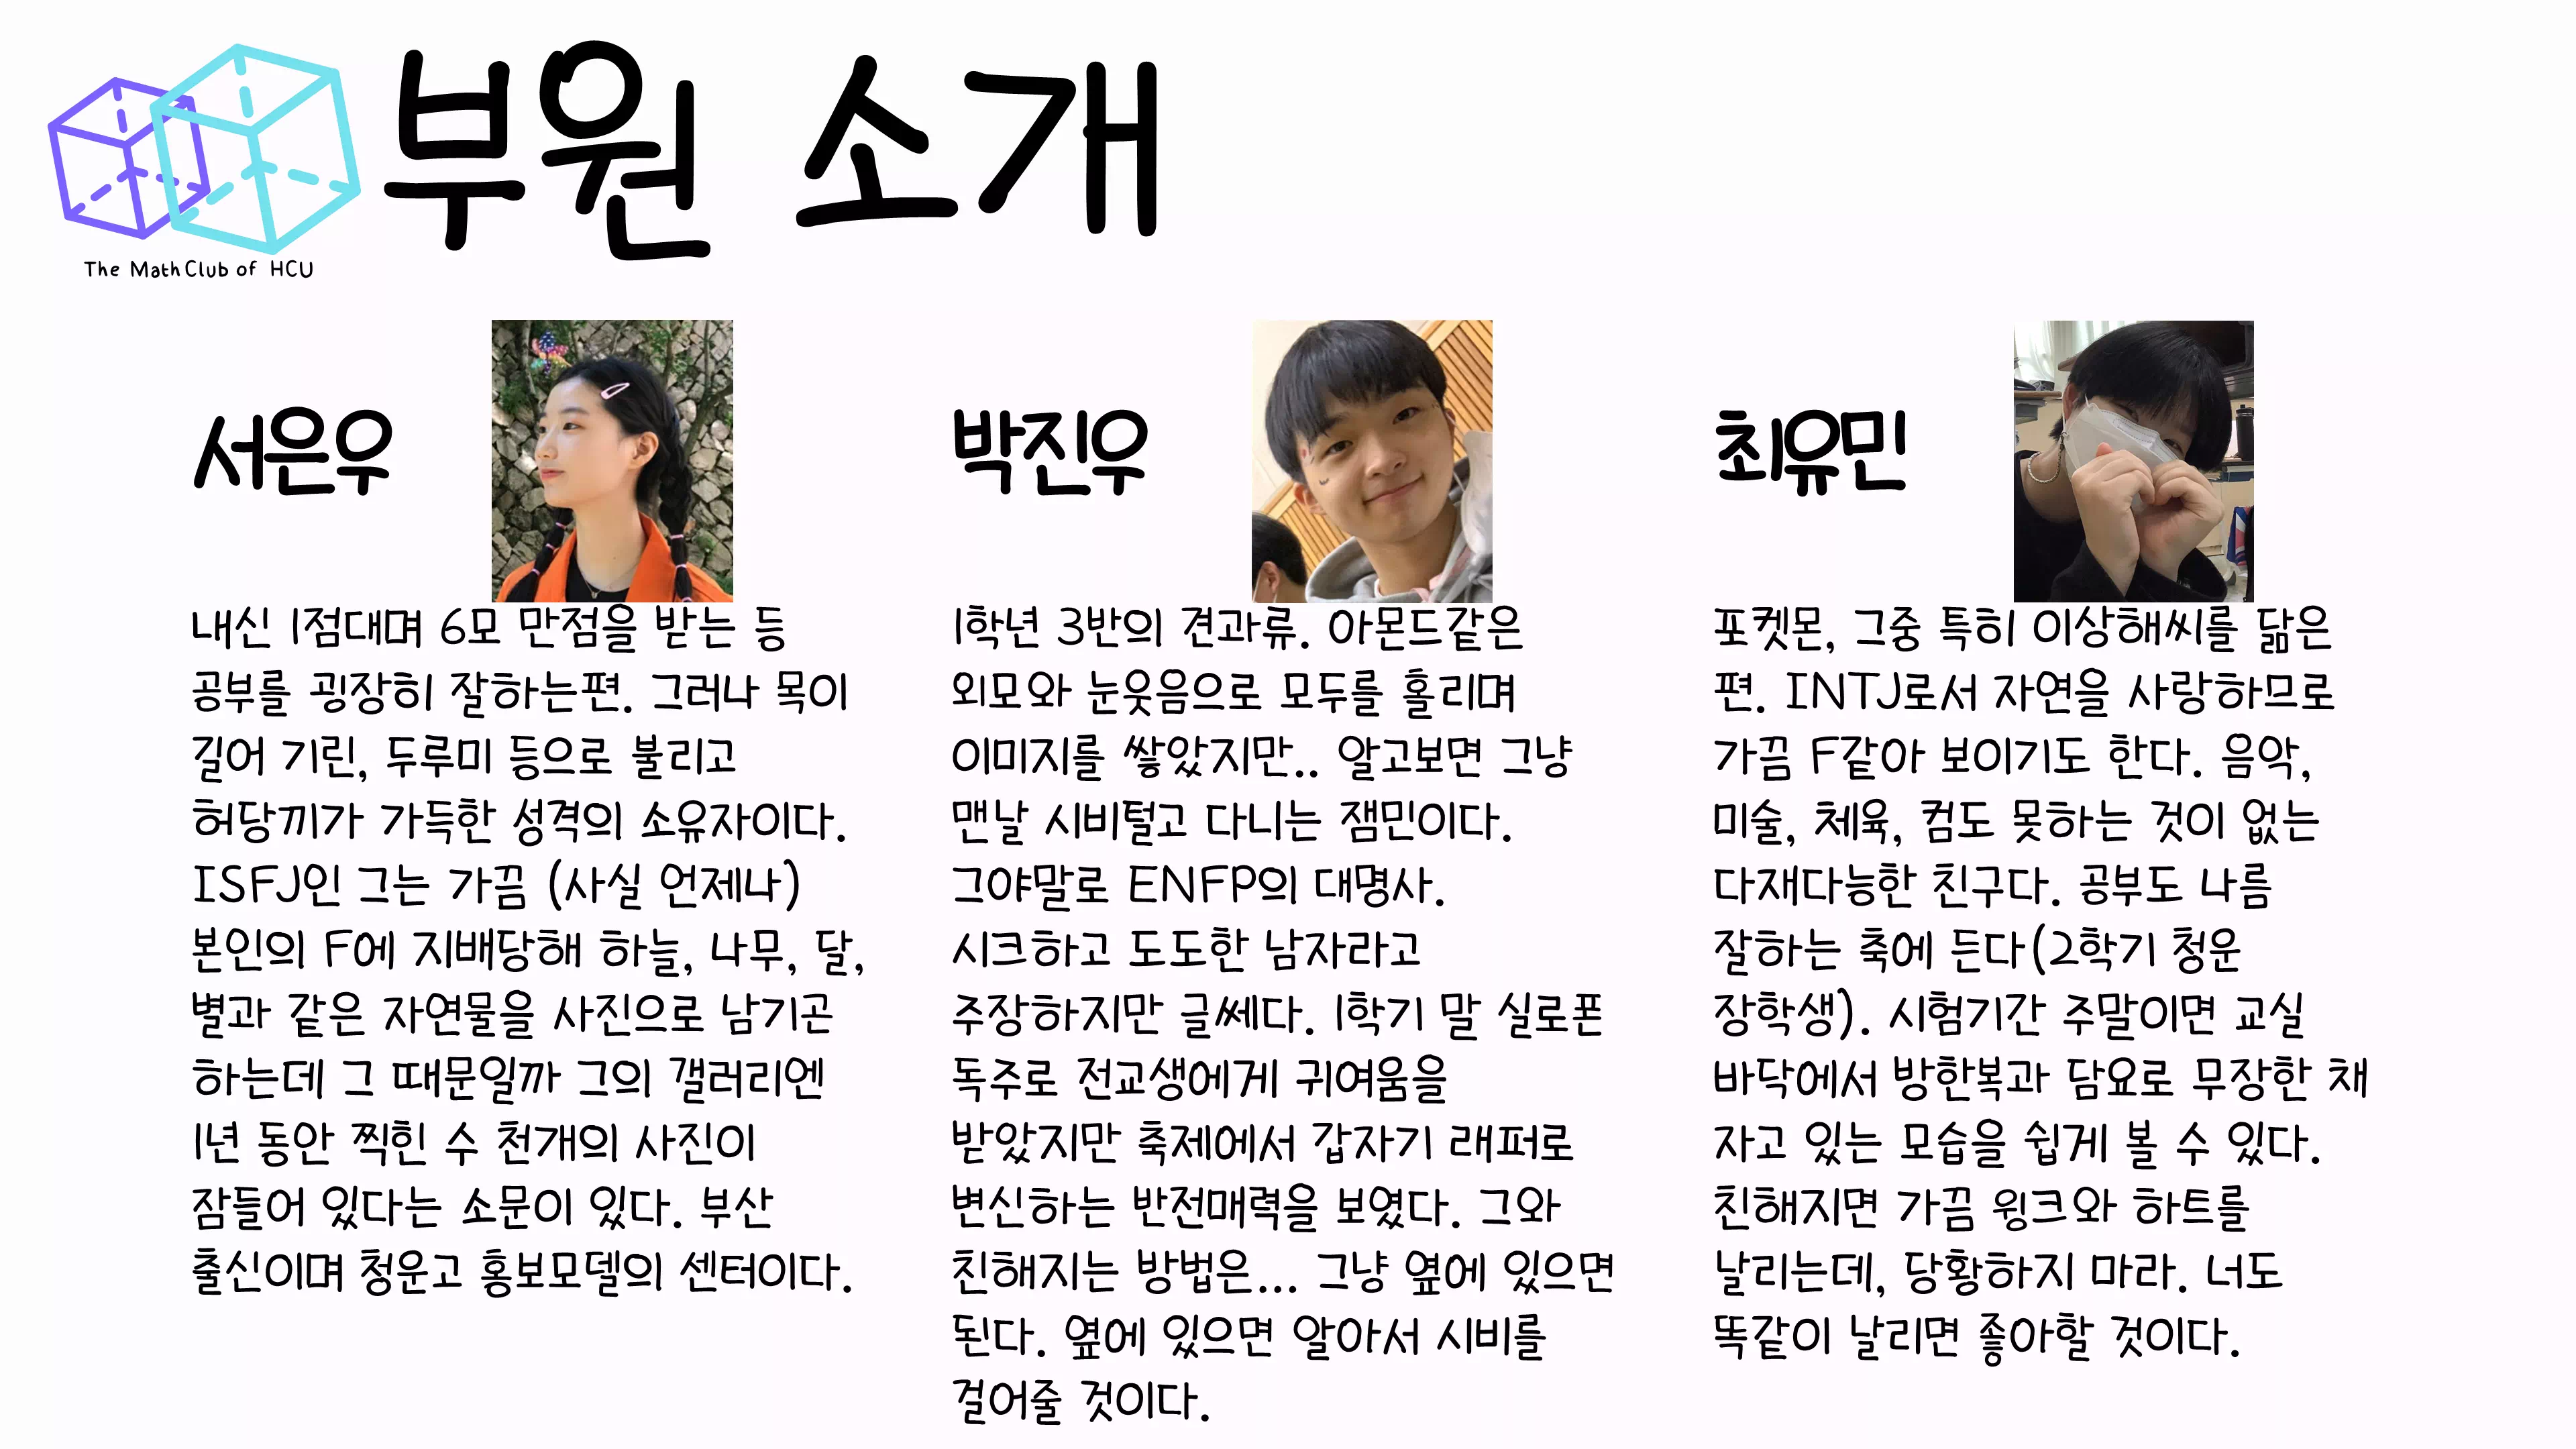 부원 소개
The Math Club of HCU
서은우
내신 1점대며 6모 만점을 받는 등
공부를 굉장히 잘하는편. 그러나 목이
길어 기린, 두루미 등으로 불리고
허당끼가 가득한 성격의 소유자이다.
ISFJ인 그는 가끔 (사실 언제나)
본인의 F에 지배당해 하늘, 나무, 달,
별과 같은 자연물을 사진으로 남기곤
하는데 그 때문일까 그의 갤러리엔
1년 동안 찍힌 수 천개의 사진이
잠들어 있다는 소문이 있다. 부산
출신이며 청운고 홍보모델의 센터이다.
박진우
1학년 3반의 견과류. 아몬드같은
외모와 눈웃음으로 모두를 홀리며
이미지를 쌓았지만.. 알고보면 그냥
맨날 시비털고 다니는 잼민이다.
그야말로 ENFP의 대명사.
시크하고 도도한 남자라고
주장하지만 글쎄다. 1학기 말 실로폰
독주로 전교생에게 귀여움을
받았지만 축제에서 갑자기 래퍼로
변신하는 반전매력을 보였다. 그와
친해지는 방법은... 그냥 옆에 있으면
된다. 옆에 있으면 알아서 시비를
걸어줄 것이다.
최유민
포켓몬, 그중 특히 이상해씨를 닮은
편. INTJ로서 자연을 사랑하므로
가끔 F같아 보이기도 한다. 음악,
미술, 체육, 컴도 못하는 것이 없는
다재다능한 친구다. 공부도 나름
잘하는 축에 든다(2학기 청운
장학생). 시험기간 주말이면 교실
바닥에서 방한복과 담요로 무장한 채
자고 있는 모습을 쉽게 볼 수 있다.
친해지면 가끔 윙크와 하트를
날리는데, 당황하지 마라. 너도
똑같이 날리면 좋아할 것이다.